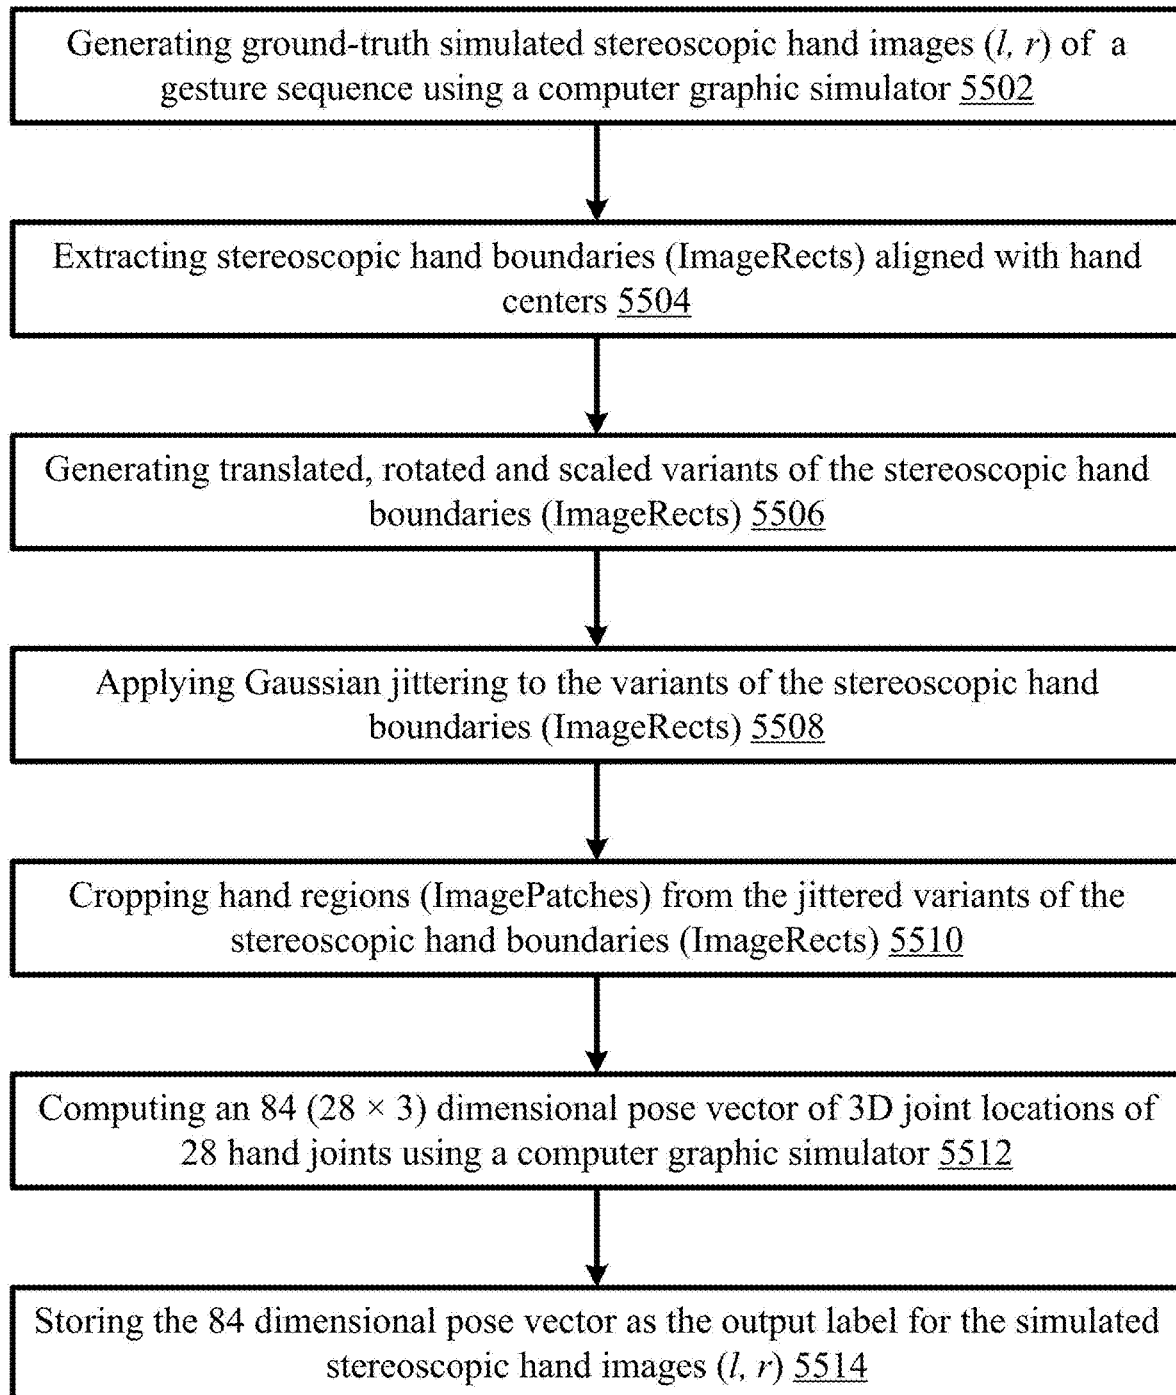 Generating ground-truth simulated stereoscopic hand images (l, r) of a
gesture sequence using a computer graphic simulator 5502
Extracting stereoscopic hand boundaries (ImageRects) aligned with hand
centers 5504
Generating translated, rotated and scaled variants of the stereoscopic hand
boundaries (ImageRects) 5506
Applying Gaussian jittering to the variants of the stereoscopic hand
boundaries (ImageRects) 5508
Cropping hand regions (ImagePatches) from the jittered variants of the
stereoscopic hand boundaries (ImageRects) 5510
Computing an 84 (28 × 3) dimensional pose vector of 3D joint locations of
28 hand joints using a computer graphic simulator 5512
Storing the 84 dimensional pose vector as the output label for the simulated
stereoscopic hand images (l, r) 5514